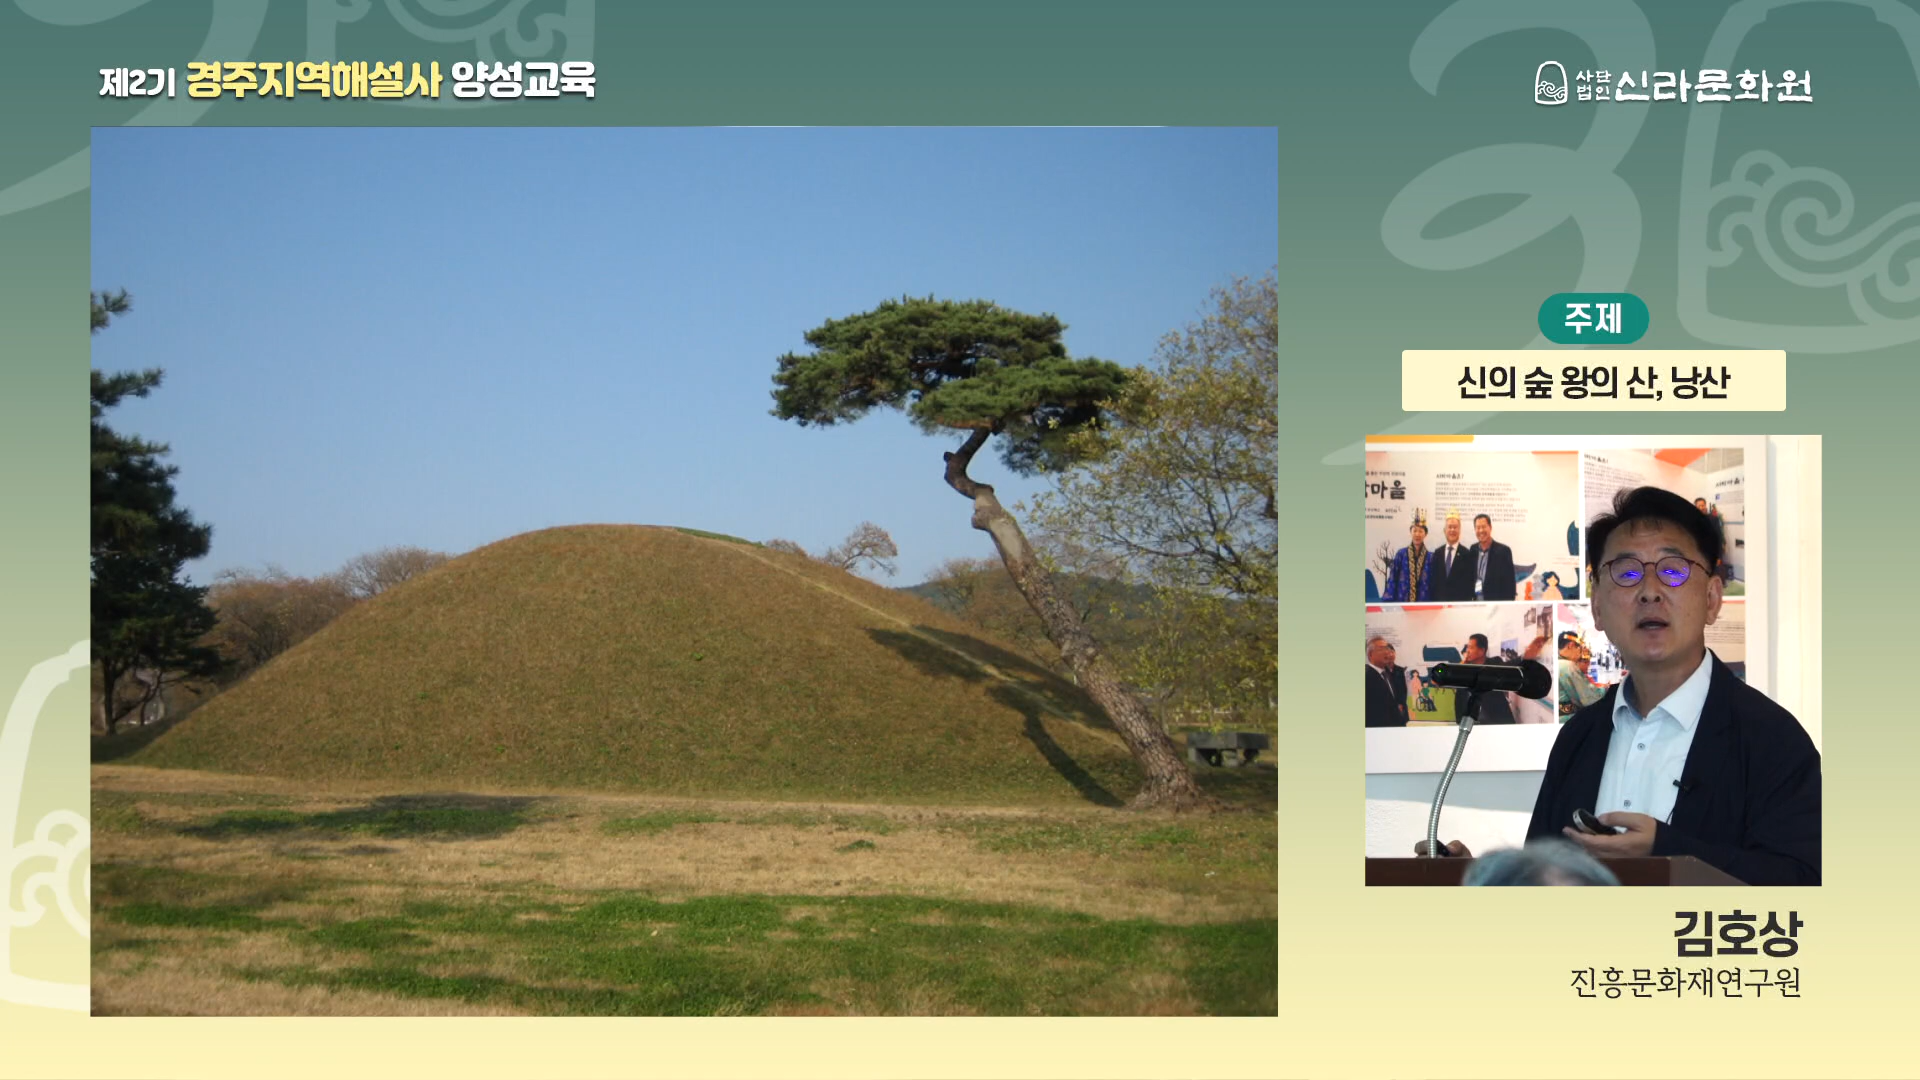 제2기 경주지역해설사 양성교육
사단법인 신라문화원
주제
신의 숲 왕의 산, 낭산
마을
김호상
진흥문화재연구원